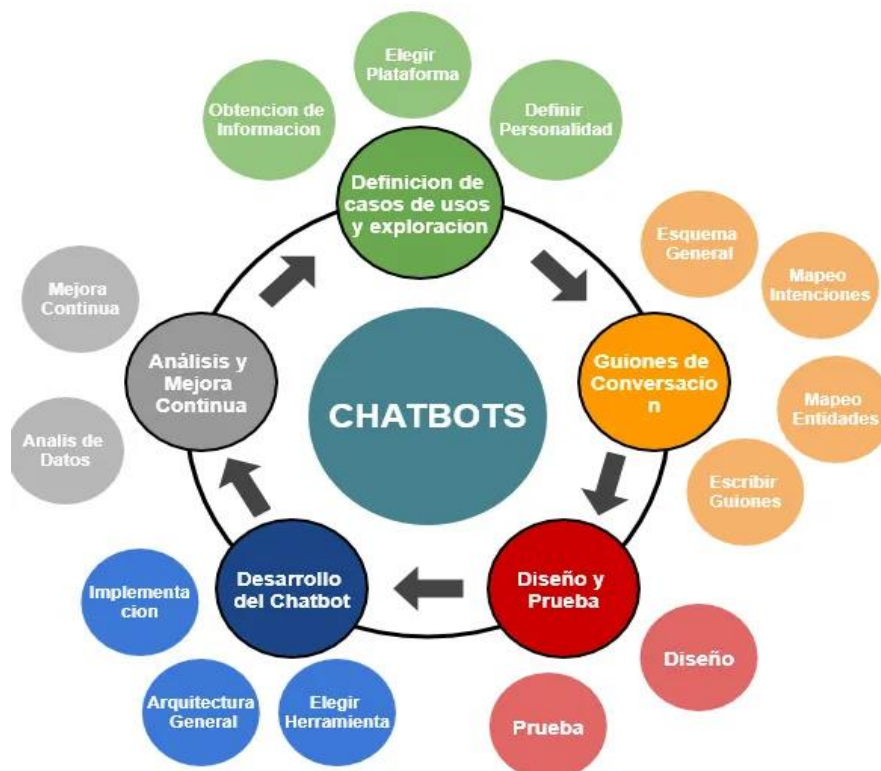 Elegir
Plataforma
Obtencion de
Informacion
Definir
Personalidad
Definicion de
casos de usos
y exploracion
Esquema
General
Mapeo
Intenciones
Mejora
Continua
Análisis y
Mejora
Continua
CHATBOTS
Guiones de
Conversacio
n
Mapeo
Entidades
Analis de
Datos
Escribir
Guiones
Desarrollo
del Chatbot
Diseño y
Prueba
Implementa
cion
Diseño
Arquitectura
General
Elegir
Herramienta
Prueba